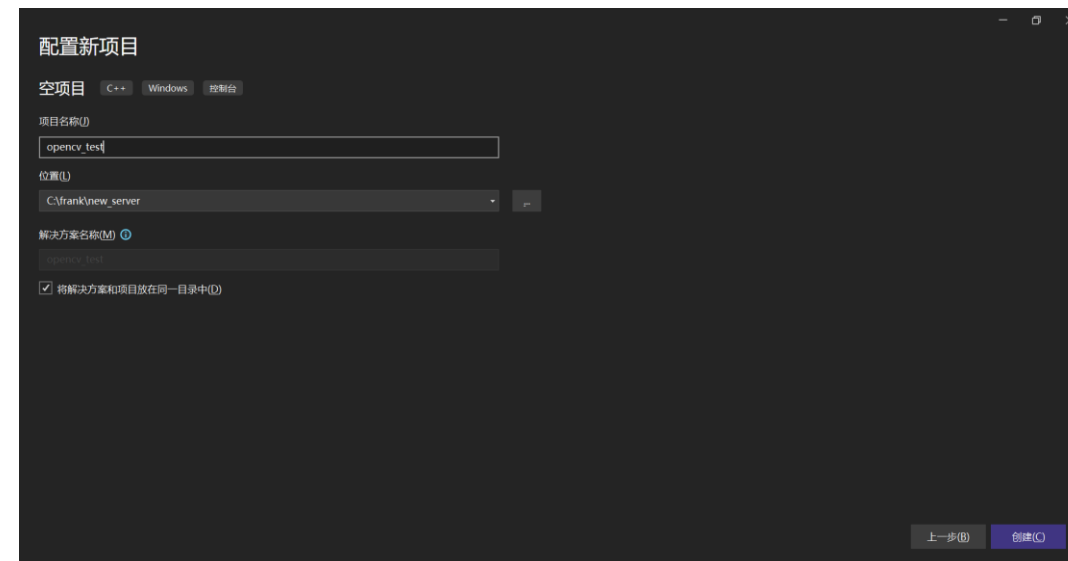 配置新项目
空项目 C++ Windows 控制台
项目名称(J)
opencv_test
位置(L)
C:\frank\new_server
解决方案名称(M)
opencv_test
将解决方案和项目放在同一目录中(D)
上一步(B) 创建(C)